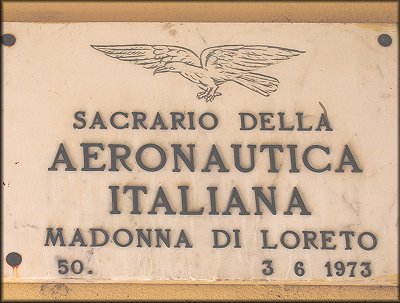 SACRARIO DELLA
AERONAUTICA
ITALIANA
MADONNA DI LORETO
50. 3 6 1973